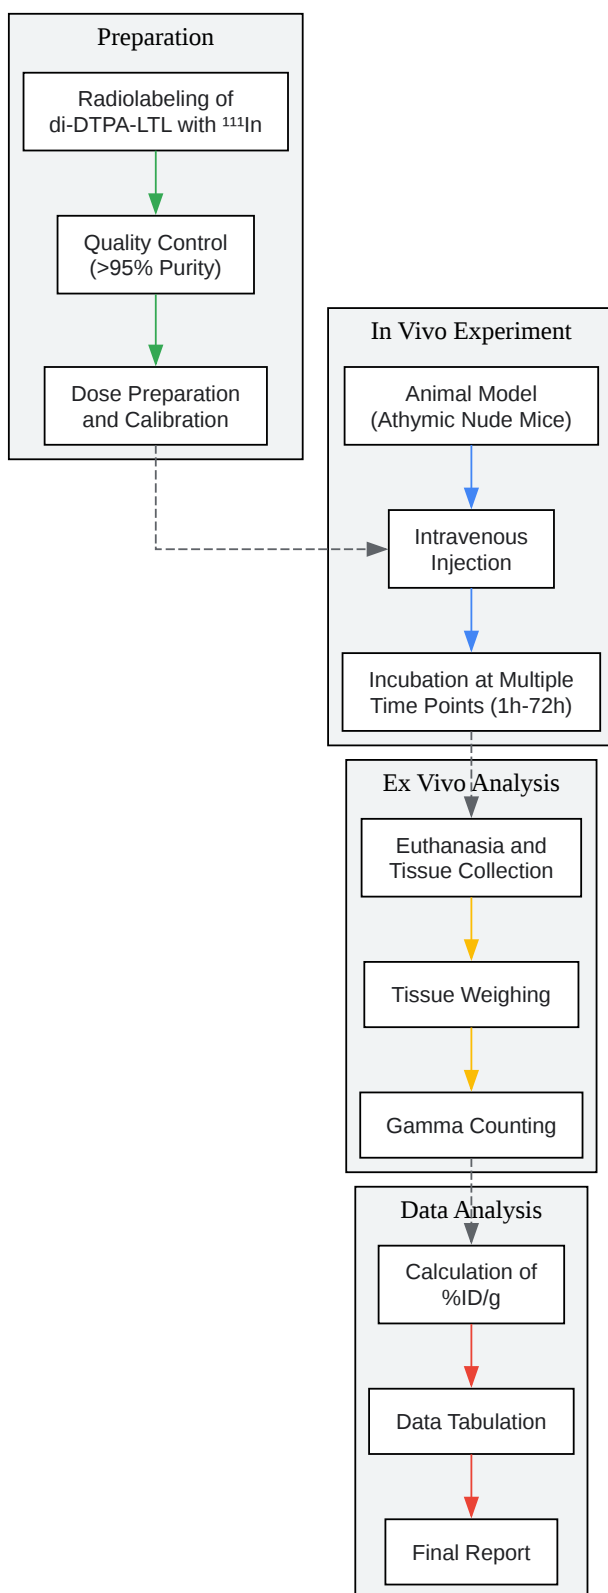 Preparation
Radiolabeling of
di-DTPA-LTL with ¹¹¹In
Quality Control
(>95% Purity)
Dose Preparation
and Calibration
In Vivo Experiment
Animal Model
(Athymic Nude Mice)
Intravenous
Injection
Incubation at Multiple
Time Points (1h-72h)
Ex Vivo Analysis
Euthanasia and
Tissue Collection
Tissue Weighing
Gamma Counting
Data Analysis
Calculation of
%ID/g
Data Tabulation
Final Report